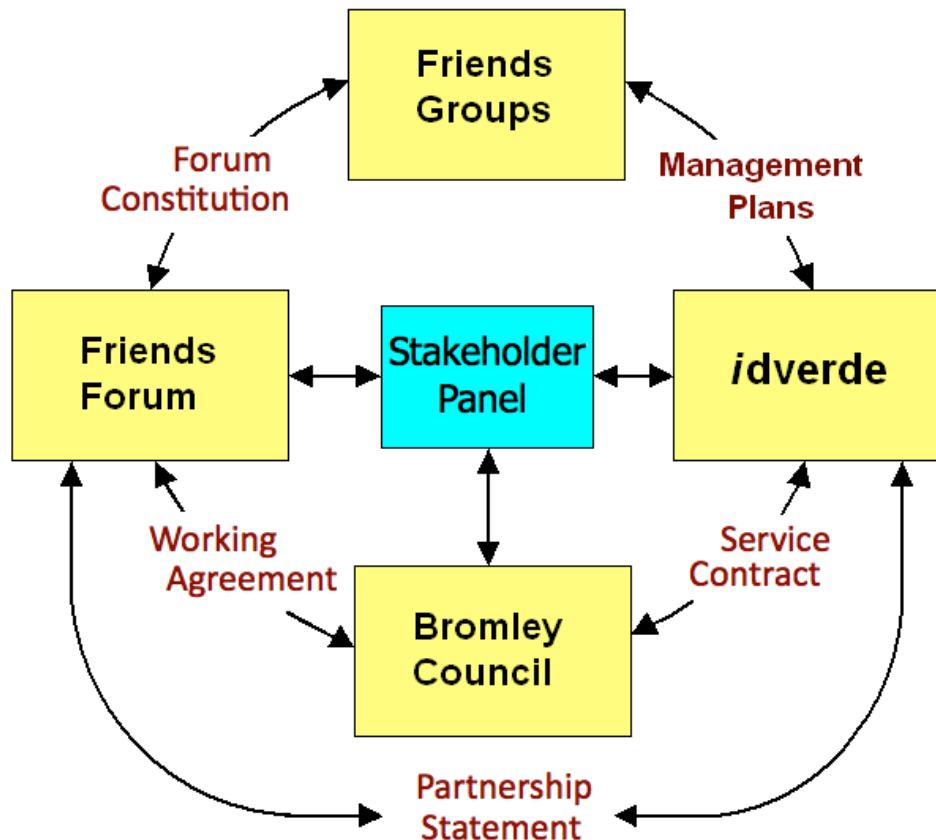 Friends
Groups
Forum
Constitution
Management
Plans
Friends
Forum
Stakeholder
Panel
idverde
Working
Agreement
Service
Contract
Bromley
Council
Partnership
Statement